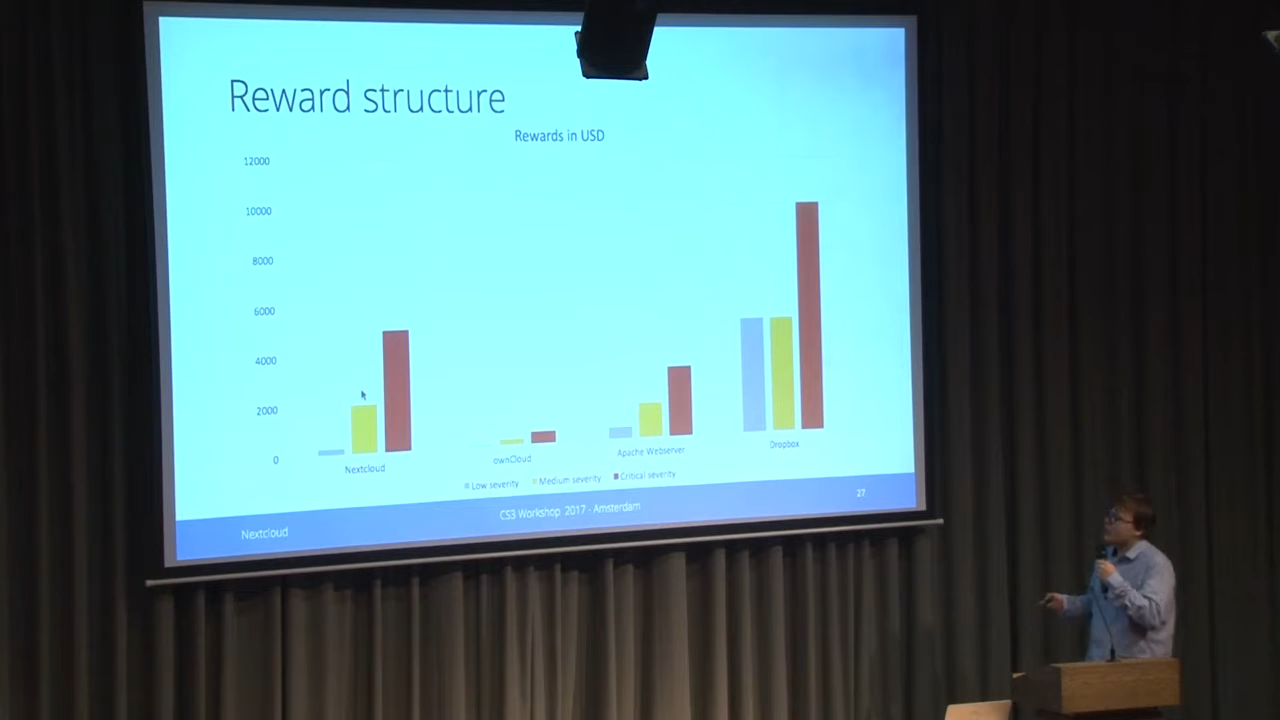 Reward structure
Rewards in USD
12000
10000
8000
6000
4000
2000
0
Nextcloud
ownCloud
Apache Webserver
Dropbox
Low severity
Medium severity
Critical severity
Nextcloud
CS3 Workshop 2017 - Amsterdam
27